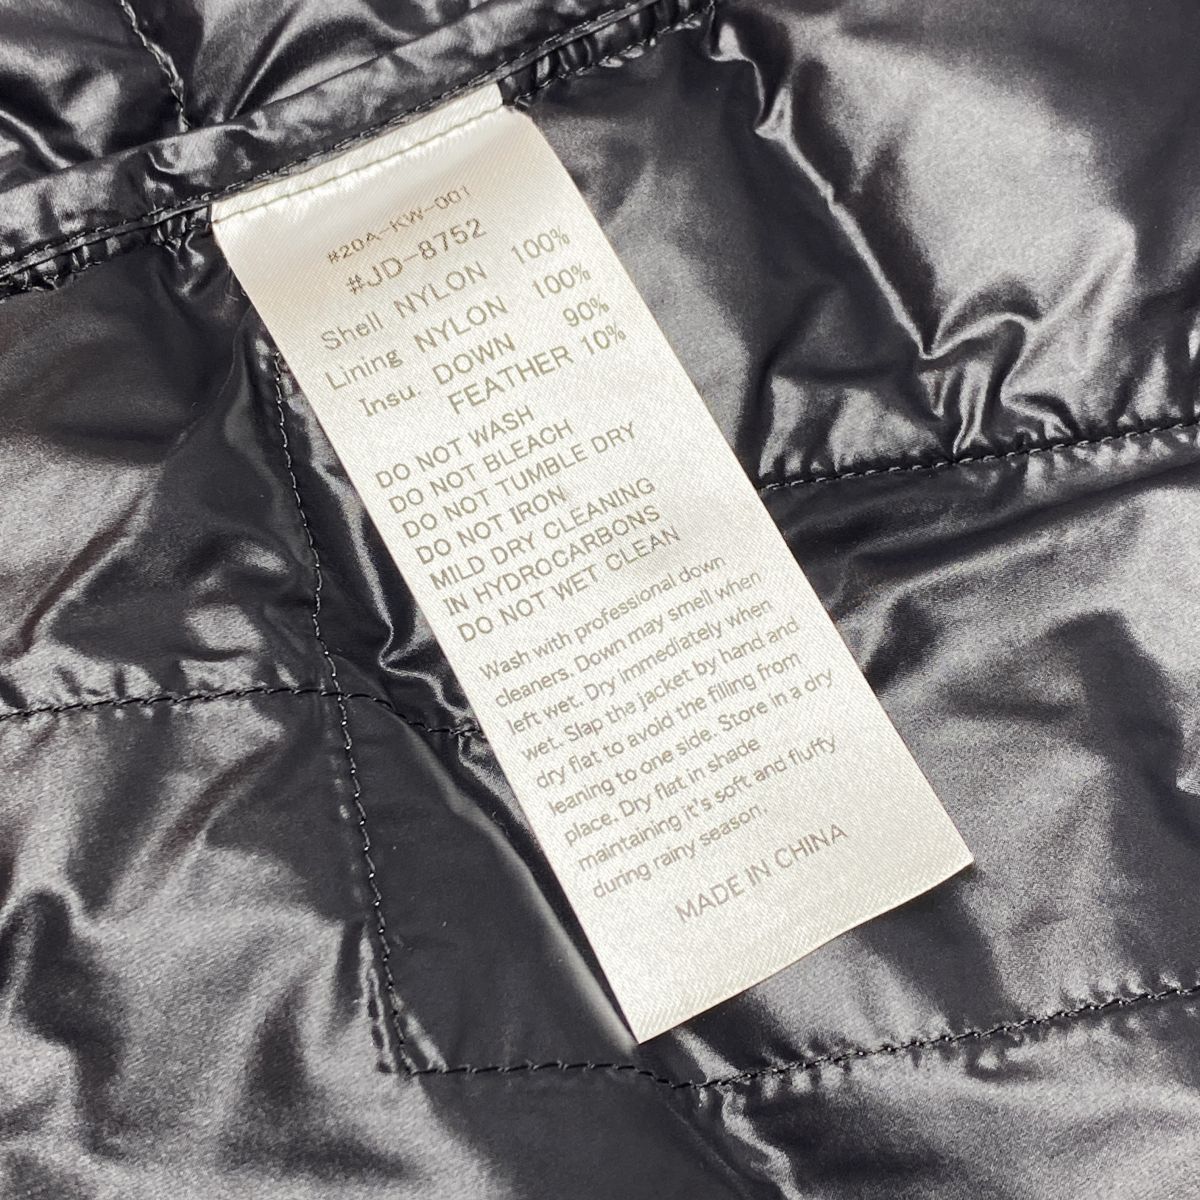 #20A-KW-001
#JD-8752
Shell NYLON 100%
Lining NYLON 100%
Insu. DOWN 90%
FEATHER 10%
DO NOT WASH
DO NOT BLEACH
DO NOT TUMBLE DRY
DO NOT IRON
MILD DRY CLEANING
IN HYDROCARBONS
DO NOT WET CLEAN
Wash with professional down
cleaners. Down may smell when
left wet. Dry immediately when
wet. Slap the jacket by hand and
dry flat to avoid the filling from
leaning to one side. Store in a dry
place. Dry flat in shade
maintaining it's soft and fluffy
during rainy season.
MADE IN CHINA